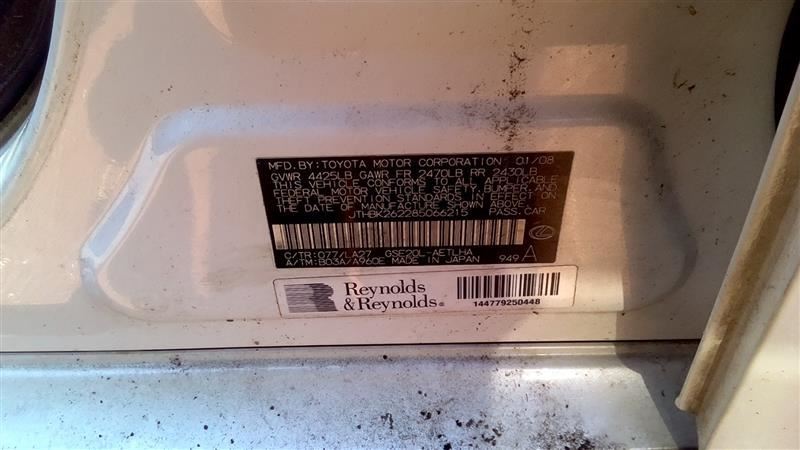 MFD.BY: TOYOTA MOTOR CORPORATION 01/08
GVWR 4425LB GAWR FR 2470LB RR 2430LB
THIS VEHICLE CONFORMS TO ALL APPLICABLE
FEDERAL MOTOR VEHICLE SAFETY, BUMPER, AND
THEFT PREVENTION STANDARDS IN EFFECT ON
THE DATE OF MANUFACTURE SHOWN ABOVE.
JTHBK262285066215 PASS.CAR
C/TR: 077/LA27 GSE20L-AETLHA
A/TM: B03A/A960E MADE IN JAPAN 949 A
Reynolds
&Reynolds®
144779250448